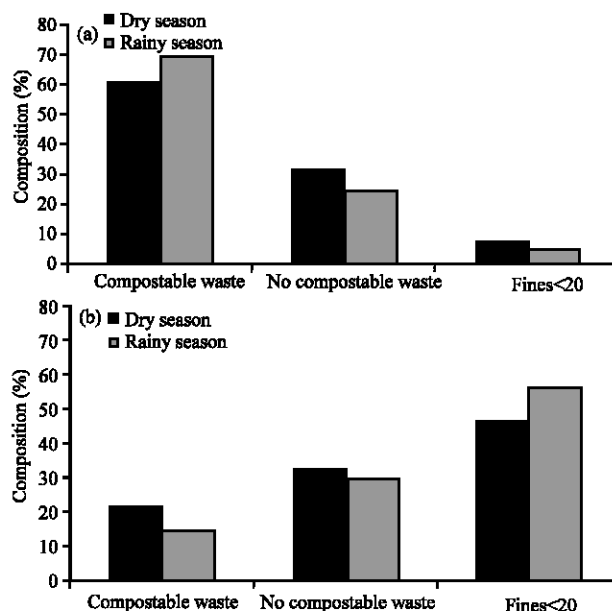 (a)
Dry season
Rainy season
Composition (%)
80
70
60
50
40
30
20
10
0
Compostable waste
No compostable waste
Fines<20
(b)
Dry season
Rainy season
Composition (%)
80
70
60
50
40
30
20
10
0
Compostable waste
No compostable waste
Fines<20